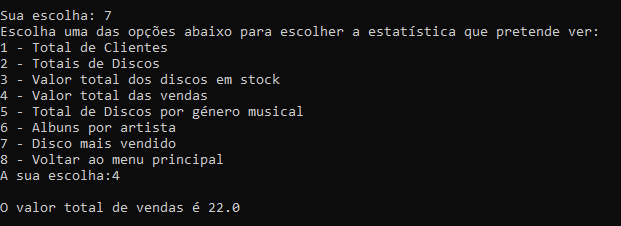 Sua escolha: 7
Escolha uma das opções abaixo para escolher a estatística que pretende ver:
1 - Total de Clientes
2 - Totais de Discos
3 - Valor total dos discos em stock
4 - Valor total das vendas
5 - Total de Discos por género musical
6 - Albuns por artista
7 - Disco mais vendido
8 - Voltar ao menu principal
A sua escolha:4
O valor total de vendas é 22.0